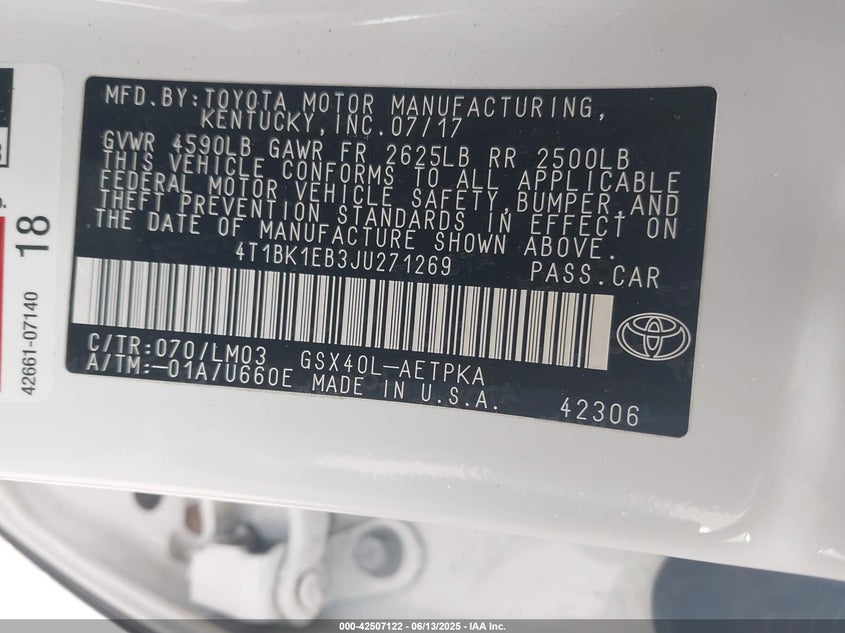 MFD.BY:TOYOTA MOTOR MANUFACTURING,
KENTUCKY,INC.07/17
GVWR 4590LB GAWR FR 2625LB RR 2500LB
THIS VEHICLE CONFORMS TO ALL APPLICABLE
FEDERAL MOTOR VEHICLE SAFETY,BUMPER,AND
THEFT PREVENTION STANDARDS IN EFFECT ON
THE DATE OF MANUFACTURE SHOWN ABOVE.
4T1BK1EB3JU271269 PASS.CAR
C/TR:070/LM03 GSX40L-AETPKA
A/TM:-01A/U660E MADE IN U.S.A. 42306
18
42661-07140
000-42507122 - 06/13/2025 - IAA Inc.